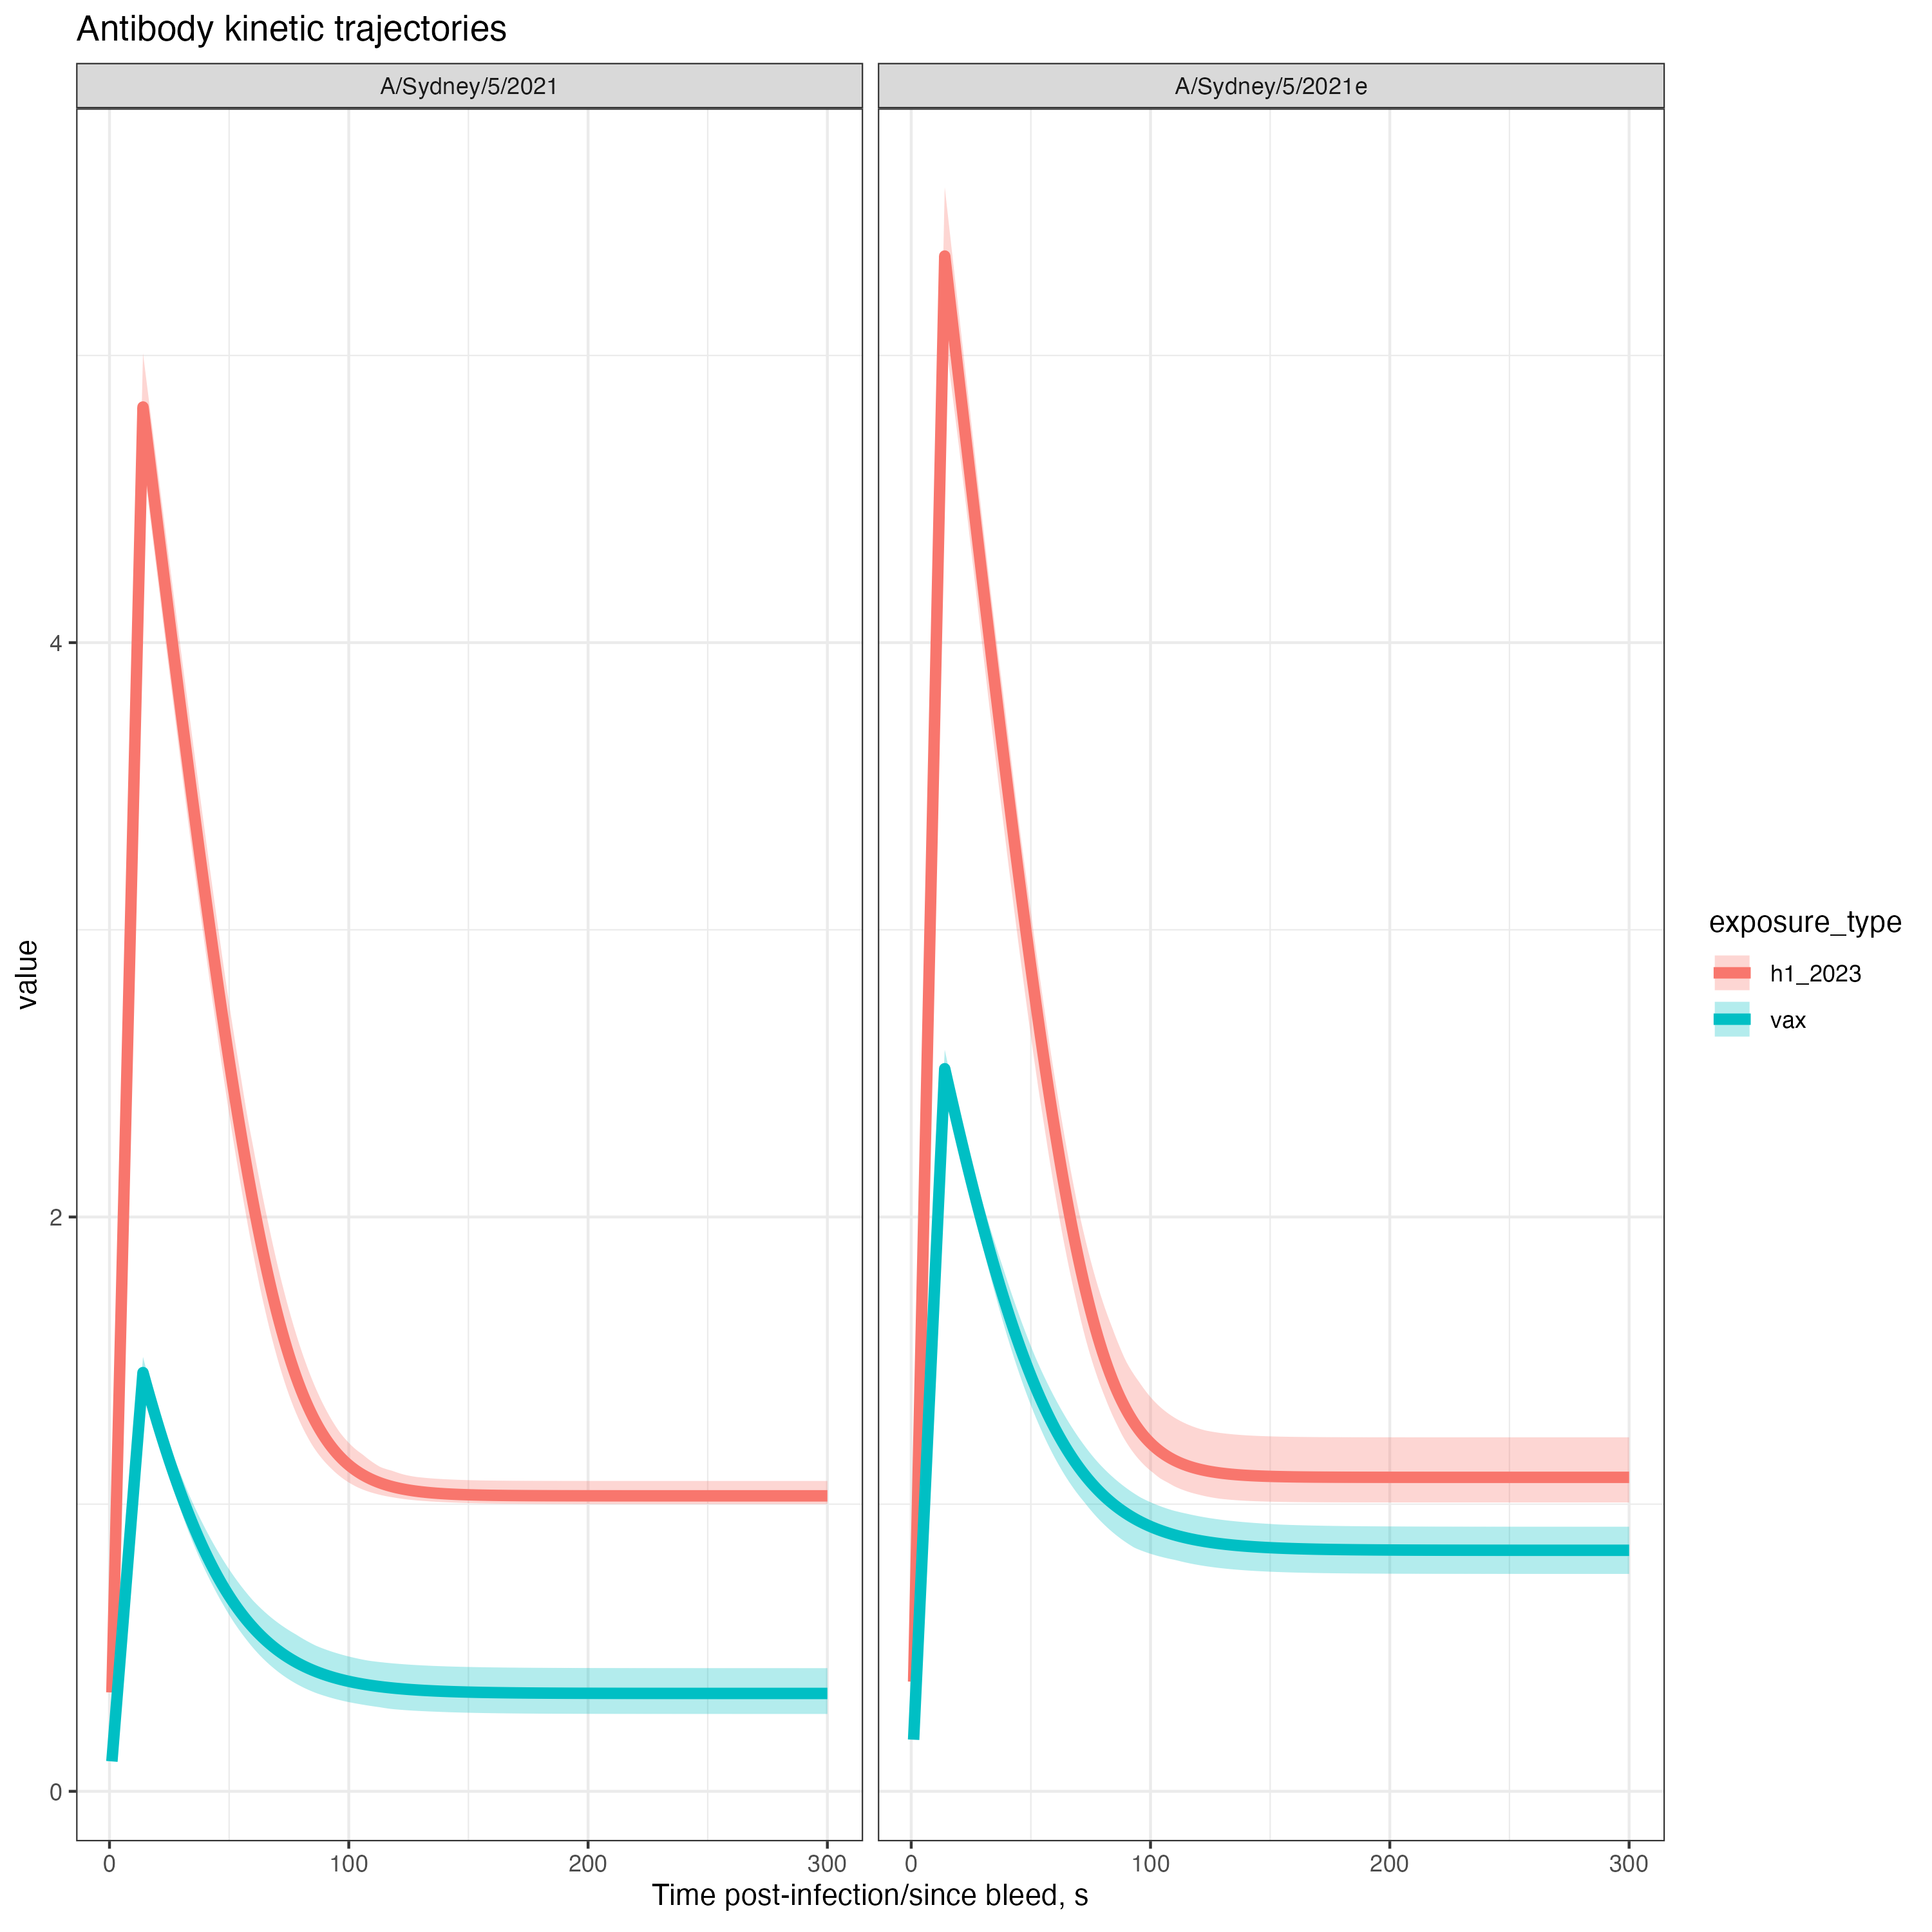 Antibody kinetic trajectories
A/Sydney/5/2021
A/Sydney/5/2021e
value
4
2
0
0
100
200
300
0
100
200
300
Time post-infection/since bleed, s
exposure_type
h1_2023
vax